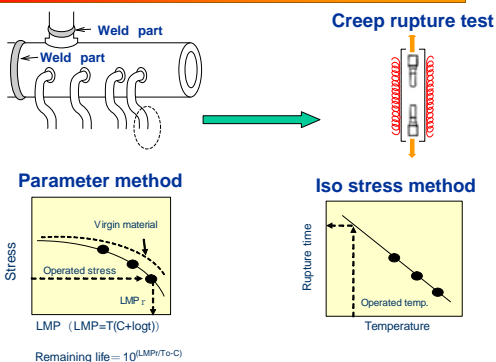 Creep rupture test
Weld part
Weld part
Parameter method
Iso stress method
Virgin material
Operated stress
LMPr
Stress
LMP （LMP=T(C+logt))
Remaining life＝10(LMPr/To-C)
Rupture time
Operated temp.
Temperature